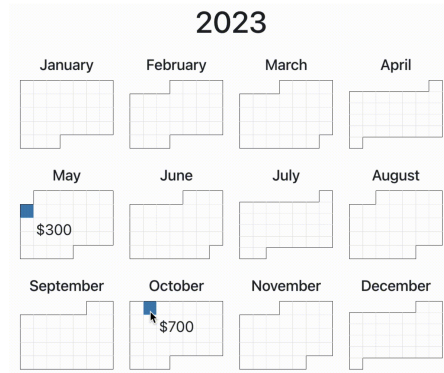 2023
January February March April
May June July August
$300
September October November December
$700